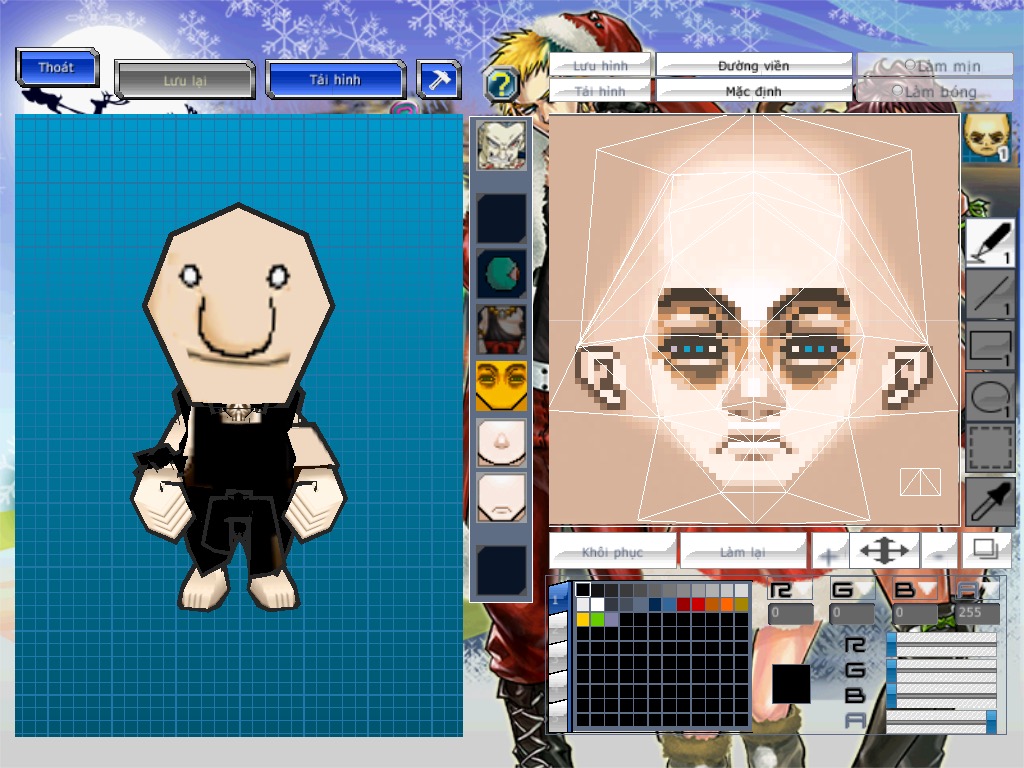 Thoát
Lưu lại
Tải hình
?
Lưu hình
Đường viền
Làm mịn
Tải hình
Mặc định
Làm bóng
1
1
1
1
1
Khôi phục
Làm lại
+
-
1
R
G
B
A
0
0
0
255
R
G
B
A